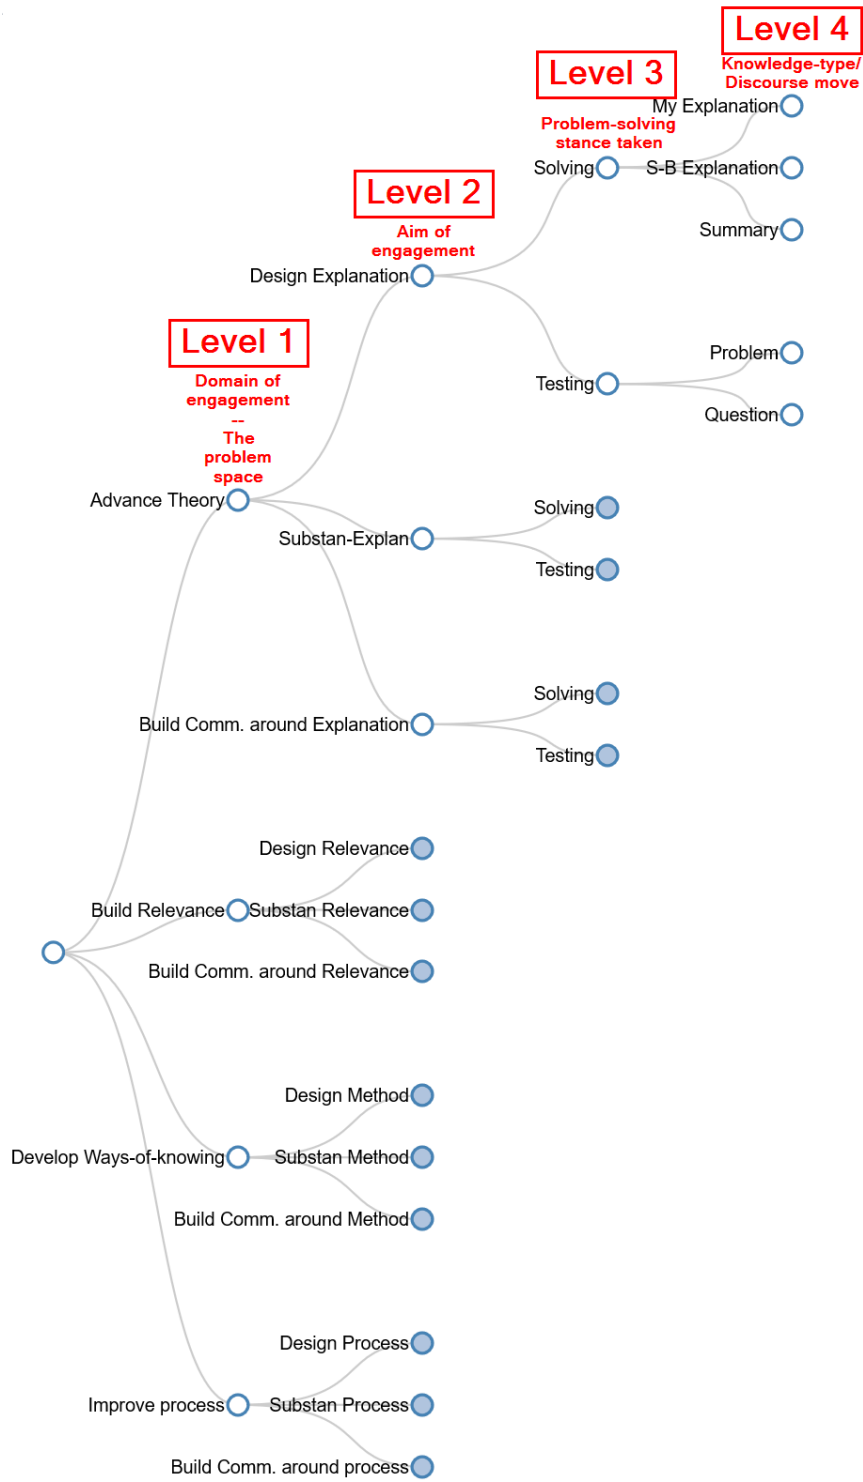 Level 4
Knowledge-type/
Discourse move
Level 3
My Explanation
Problem-solving
stance taken
Solving
S-B Explanation
Level 2
Summary
Aim of
engagement
Design Explanation
Level 1
Problem
Domain of
engagement
--
The
problem
space
Testing
Question
Advance Theory
Solving
Substan-Explan
Testing
Solving
Build Comm. around Explanation
Testing
Design Relevance
Build Relevance
Substan Relevance
Build Comm. around Relevance
Design Method
Develop Ways-of-knowing
Substan Method
Build Comm. around Method
Design Process
Improve process
Substan Process
Build Comm. around process